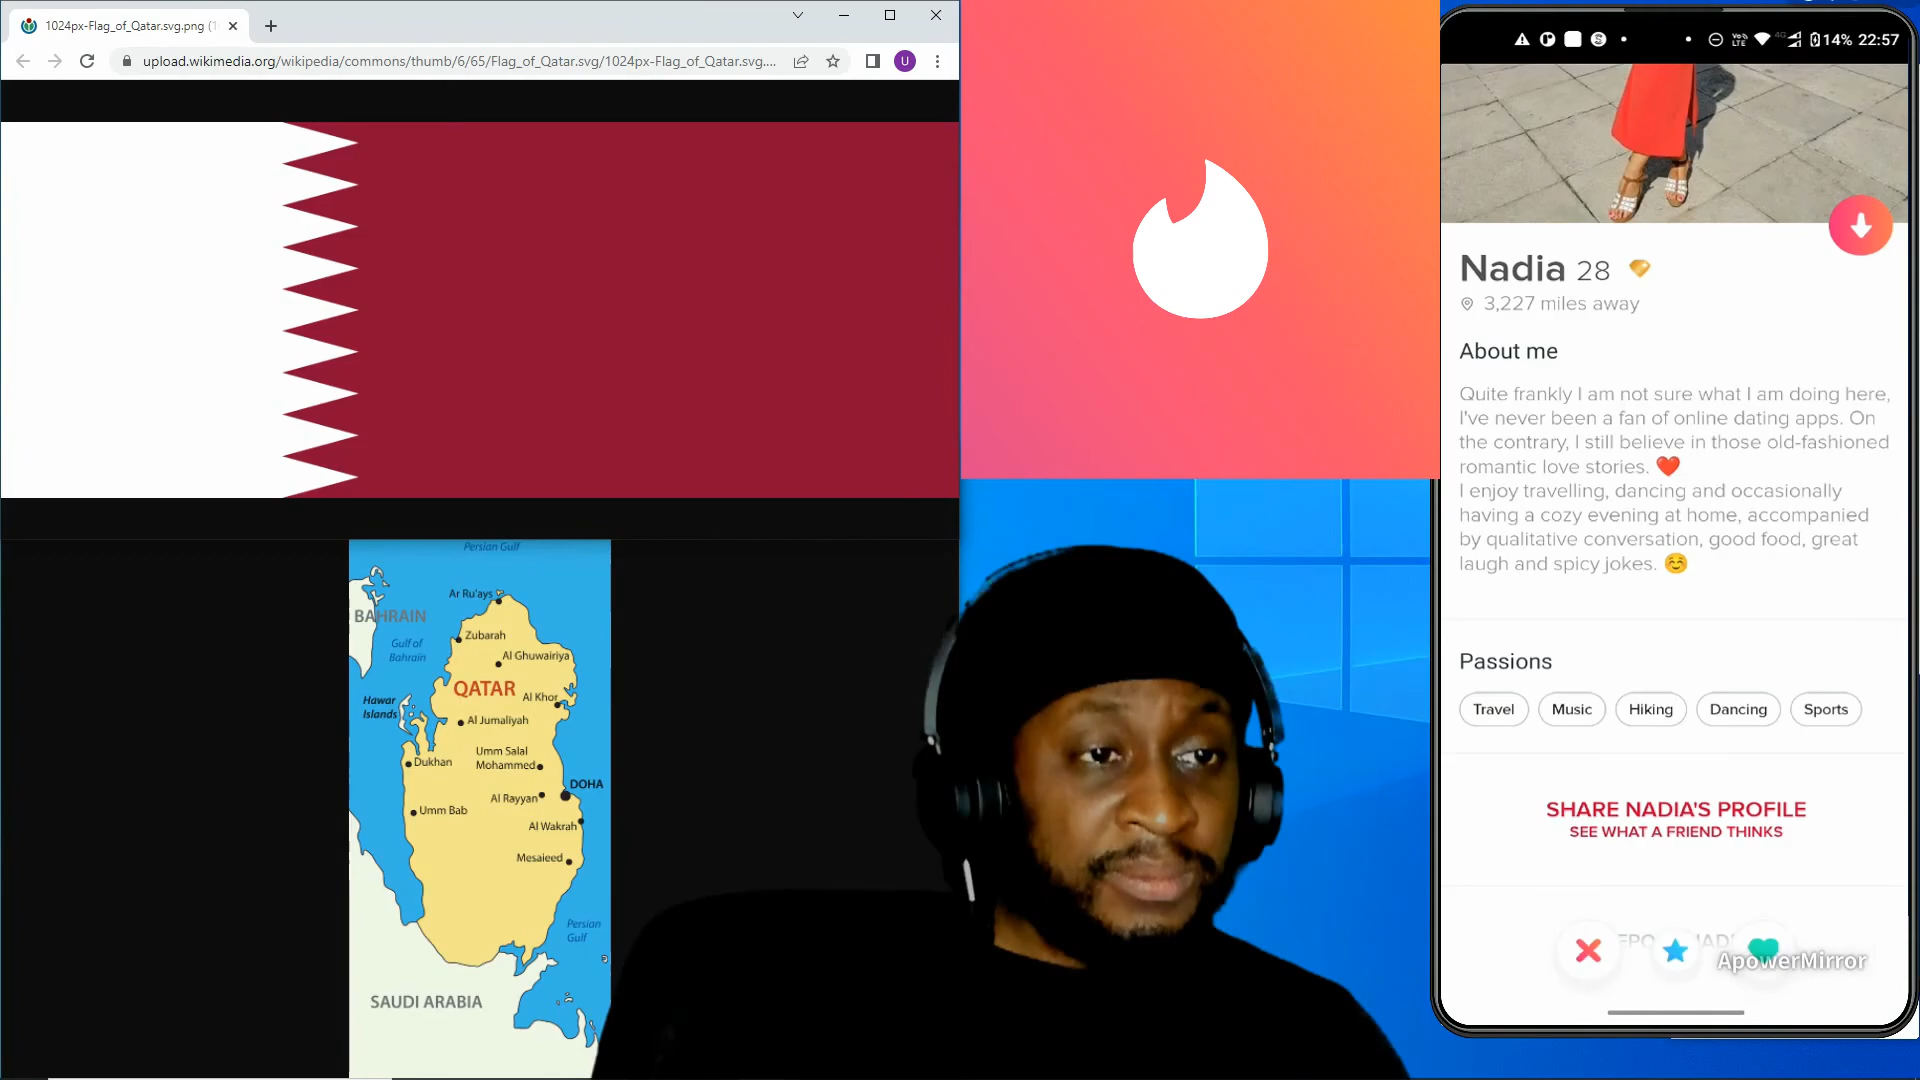 1024px-Flag_of_Qatar.svg.png (1
upload.wikimedia.org/wikipedia/commons/thumb/6/65/Flag_of_Qatar.svg/1024px-Flag_of_Qatar.svg....
U
Persian Gulf
BAHRAIN
Gulf of
Bahrain
Hawar
Islands
Ar Ru'ays
Zubarah
Al Ghuwairiya
QATAR
Al Khor
Al Jumaliyah
Umm Salal
Mohammed
Dukhan
DOHA
Al Rayyan
Umm Bab
Al Wakrah
Mesaieed
Persian
Gulf
SAUDI ARABIA
14% 22:57
Nadia 28
3,227 miles away
About me
Quite frankly I am not sure what I am doing here,
I've never been a fan of online dating apps. On
the contrary, I still believe in those old-fashioned
romantic love stories. ❤️
I enjoy travelling, dancing and occasionally
having a cozy evening at home, accompanied
by qualitative conversation, good food, great
laugh and spicy jokes. ☺️
Passions
Travel Music Hiking Dancing Sports
SHARE NADIA'S PROFILE
SEE WHAT A FRIEND THINKS
ApowerMirror